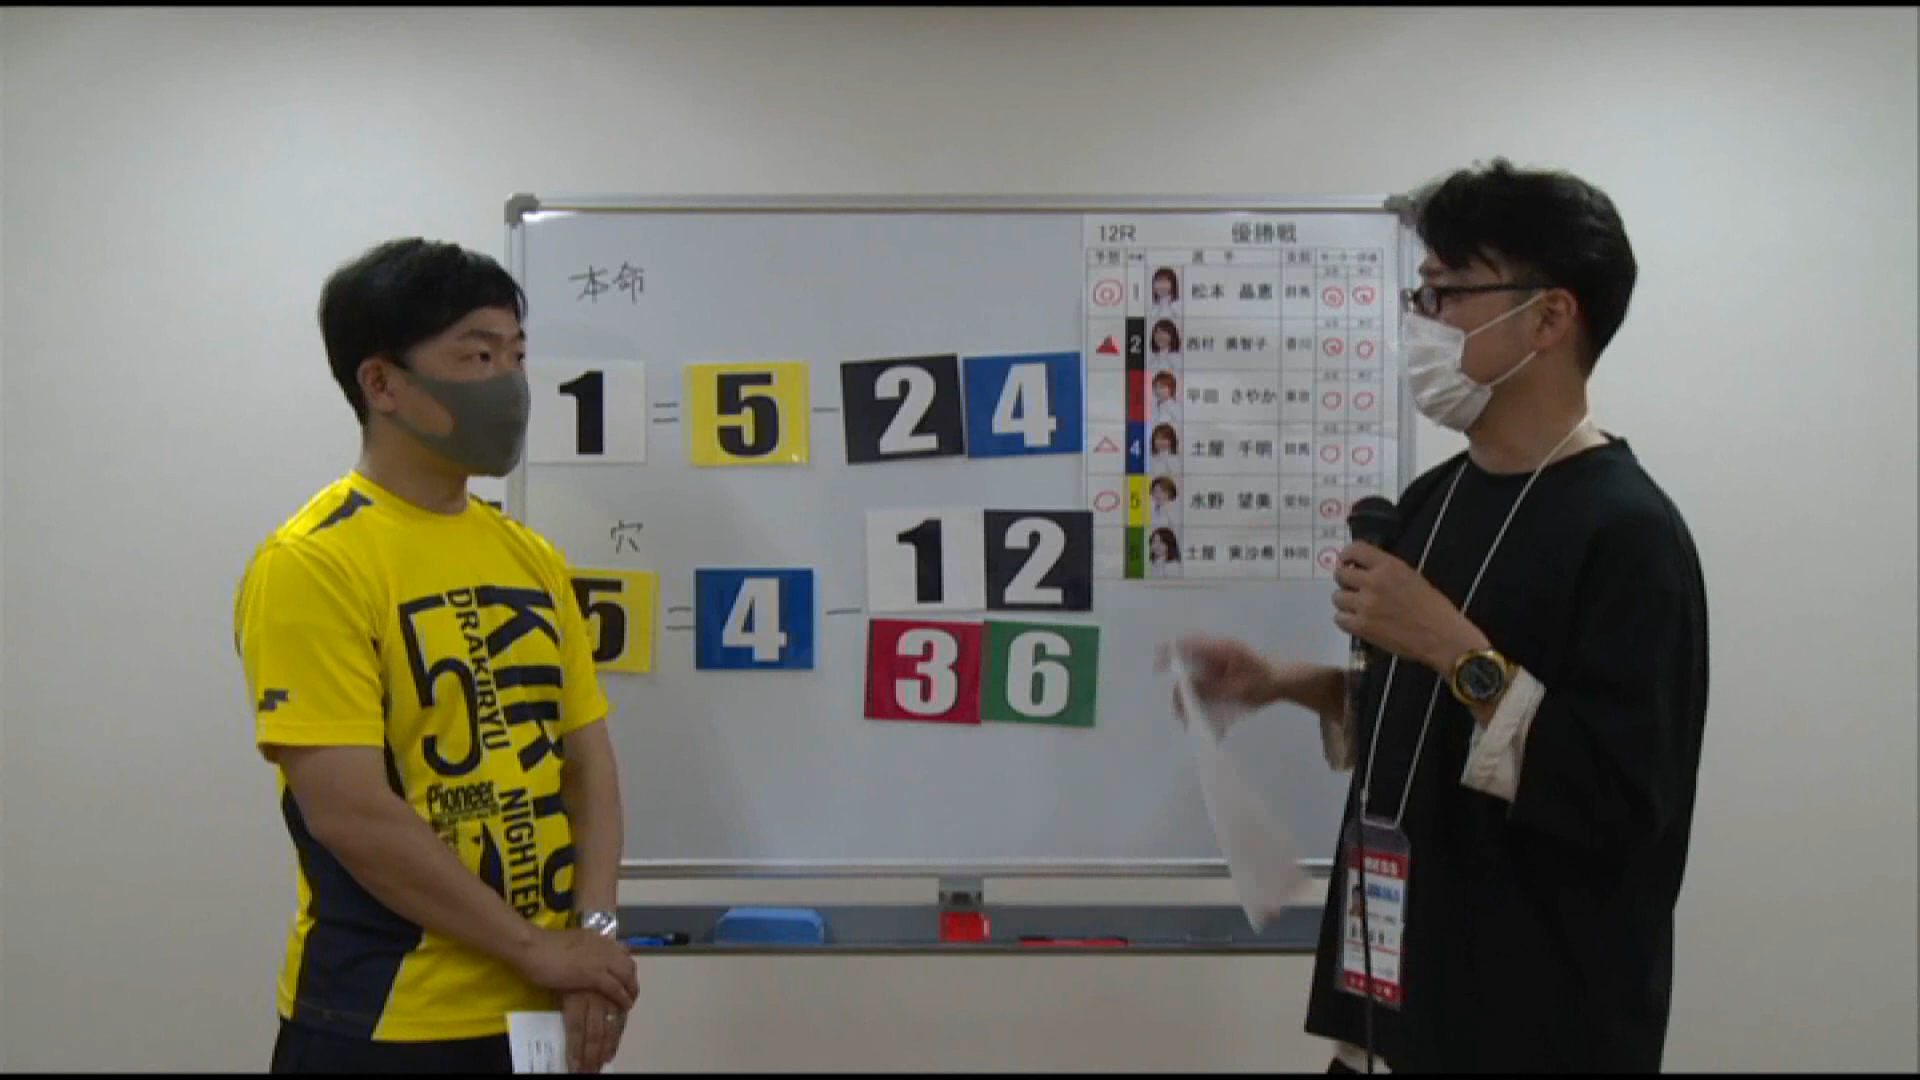 本命
1 = 5 - 2 4
穴
5 = 4 - 1 2
3 6
12R 優勝戦
予想 選手 支部
◎ 1 松本 晶恵 群馬 ◎ ◎
▲ 2 西村 美智子 香川 ◎ ○
3 平田 さやか 東京 ○ ○
△ 4 土屋 千明 群馬 ○ ○
○ 5 水野 望美 愛知 ◎
6 土屋 実沙希 静岡 ◎
KIRYU
5
DRAKIRYU
Pioneer
NIGHTER